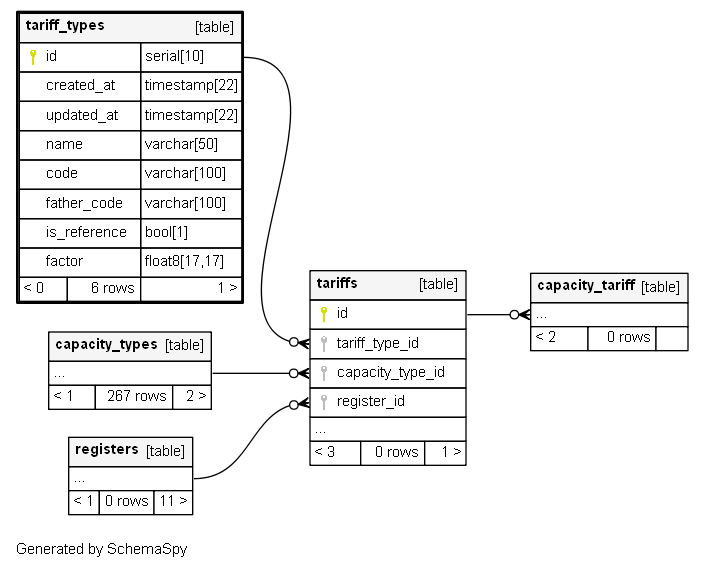 tariff_types [table]
id serial[10]
created_at timestamp[22]
updated_at timestamp[22]
name varchar[50]
code varchar[100]
father_code varchar[100]
is_reference bool[1]
factor float8[17,17]
< 0 6 rows 1 >
tariffs [table]
id
tariff_type_id
capacity_type_id
register_id
...
< 3 0 rows 1 >
capacity_tariff [table]
...
< 2 0 rows
capacity_types [table]
...
< 1 267 rows 2 >
registers [table]
...
< 1 0 rows 11 >
Generated by SchemaSpy